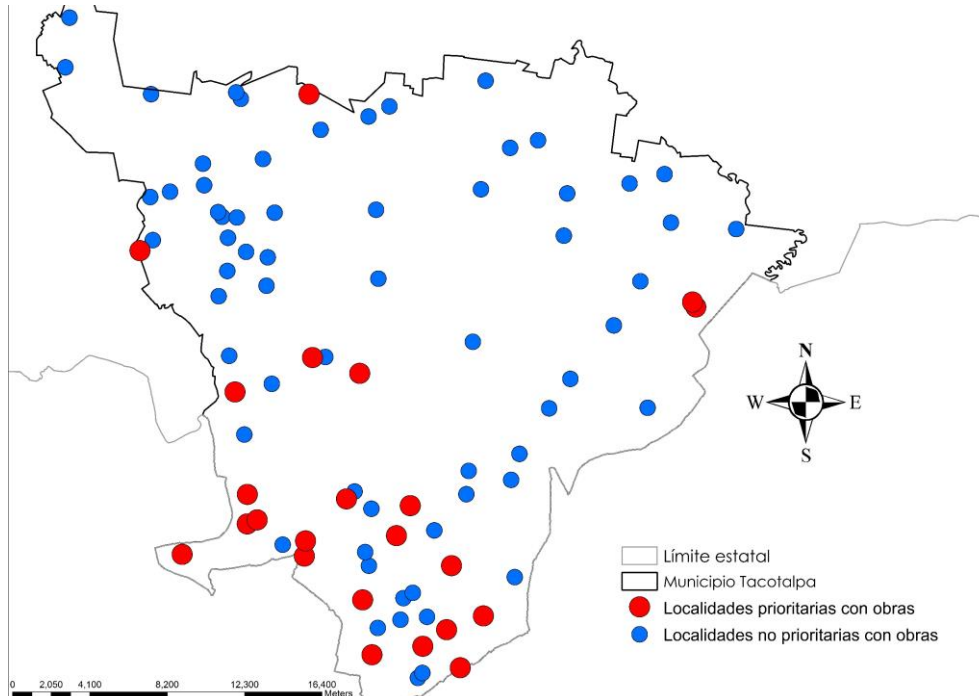 N
W E
S
Límite estatal
Municipio Tacotalpa
Localidades prioritarias con obras
Localidades no prioritarias con obras
0 2,050 4,100 8,200 12,300 16,400
Meters